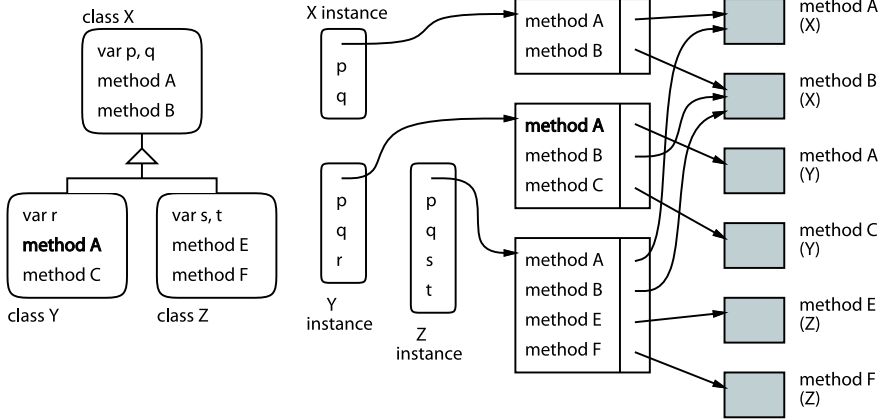 class X
var p, q
method A
method B
var r
method A
method C
class Y
var s, t
method E
method F
class Z
X instance
p
q
p
q
r
Y
instance
p
q
s
t
Z
instance
method A
method B
method A
method B
method C
method A
method B
method E
method F
method A
(X)
method B
(X)
method A
(Y)
method C
(Y)
method E
(Z)
method F
(Z)